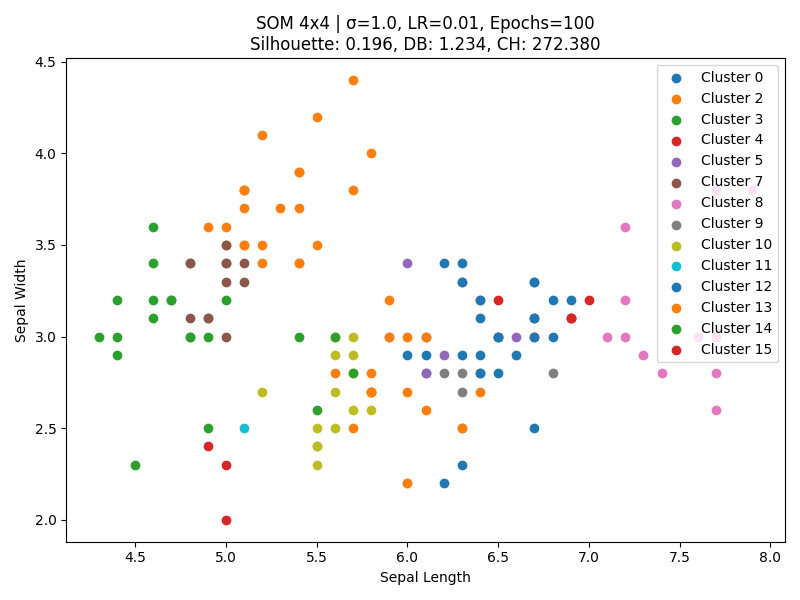 SOM 4x4 | σ=1.0, LR=0.01, Epochs=100
Silhouette: 0.196, DB: 1.234, CH: 272.380
Cluster 0
Cluster 2
Cluster 3
Cluster 4
Cluster 5
Cluster 7
Cluster 8
Cluster 9
Cluster 10
Cluster 11
Cluster 12
Cluster 13
Cluster 14
Cluster 15
Sepal Width
4.5
4.0
3.5
3.0
2.5
2.0
4.5 5.0 5.5 6.0 6.5 7.0 7.5 8.0
Sepal Length